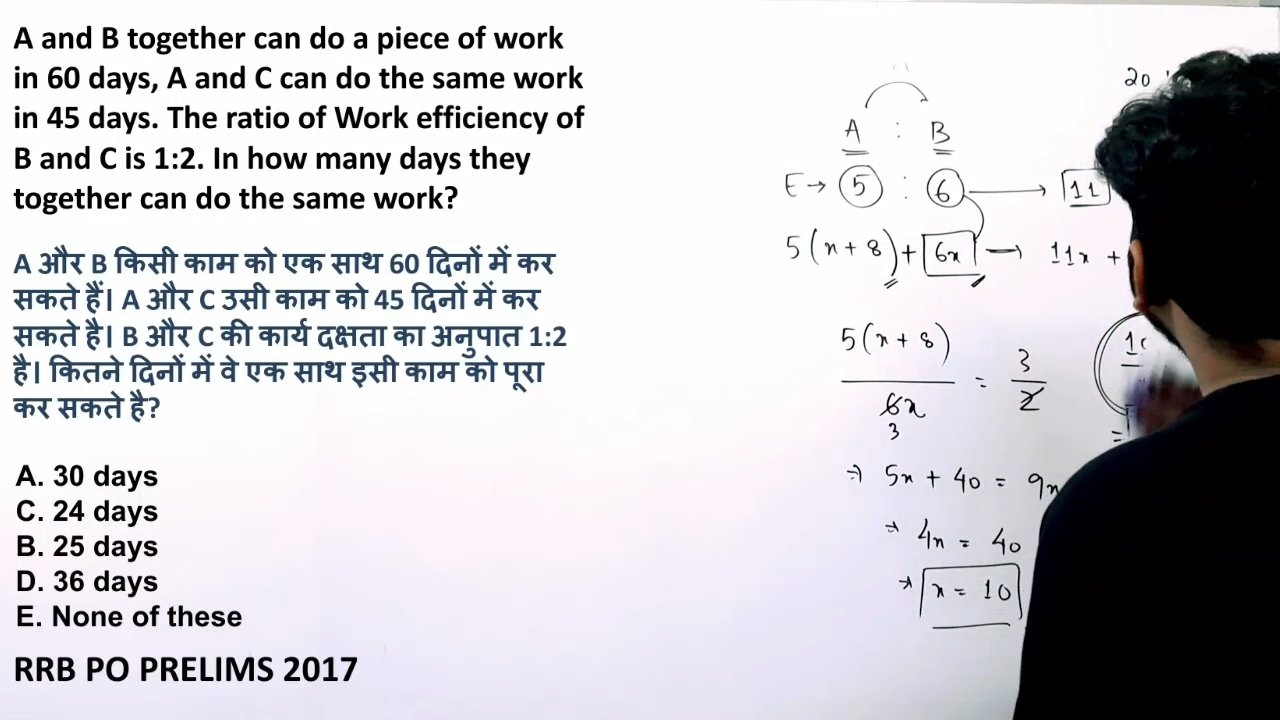 A and B together can do a piece of work
in 60 days, A and C can do the same work
in 45 days. The ratio of Work efficiency of
B and C is 1:2. In how many days they
together can do the same work?
A और B किसी काम को एक साथ 60 दिनों में कर
सकते हैं। A और C उसी काम को 45 दिनों में कर
सकते है। B और C की कार्य दक्षता का अनुपात 1:2
है। कितने दिनों में वे एक साथ इसी काम को पूरा
कर सकते है?
A. 30 days
C. 24 days
B. 25 days
D. 36 days
E. None of these
RRB PO PRELIMS 2017
20
A : B
E → 5 : 6 → 11
5(x + 8) + 6x → 11x +
5(x + 8) / 6x = 3 / 2
3
⇒ 5x + 40 = 9x
→ 4x = 40
→ x = 10